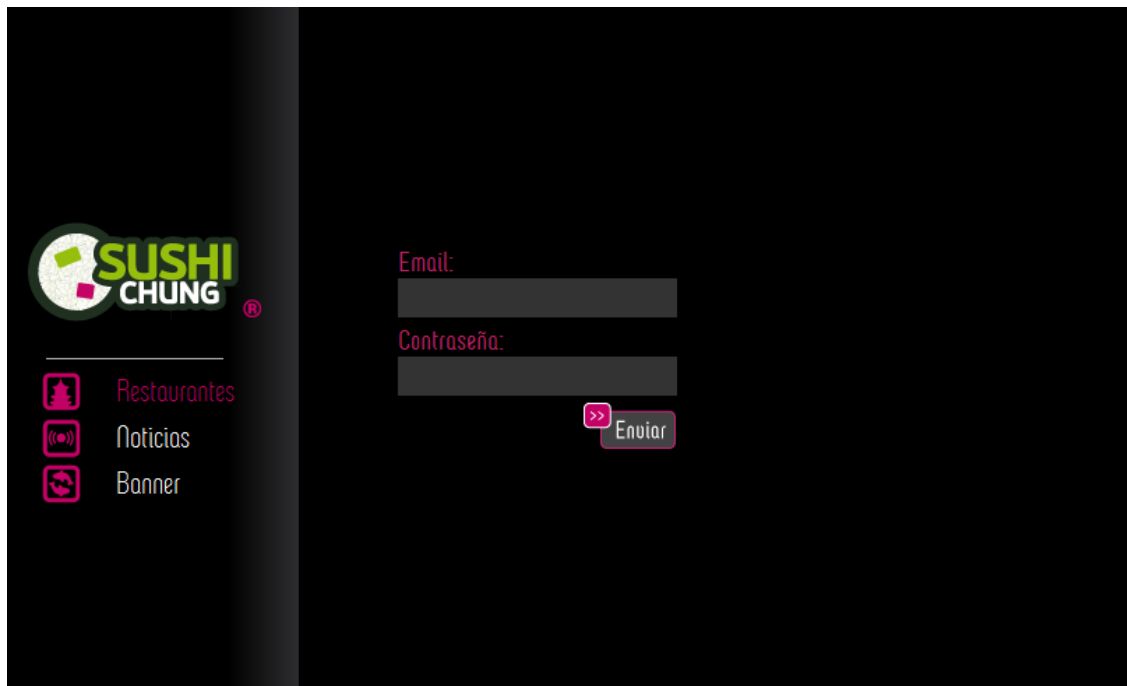 SUSHI
CHUNG ®
Restaurantes
Noticias
Banner
Email:
Contraseña:
>>
Enviar